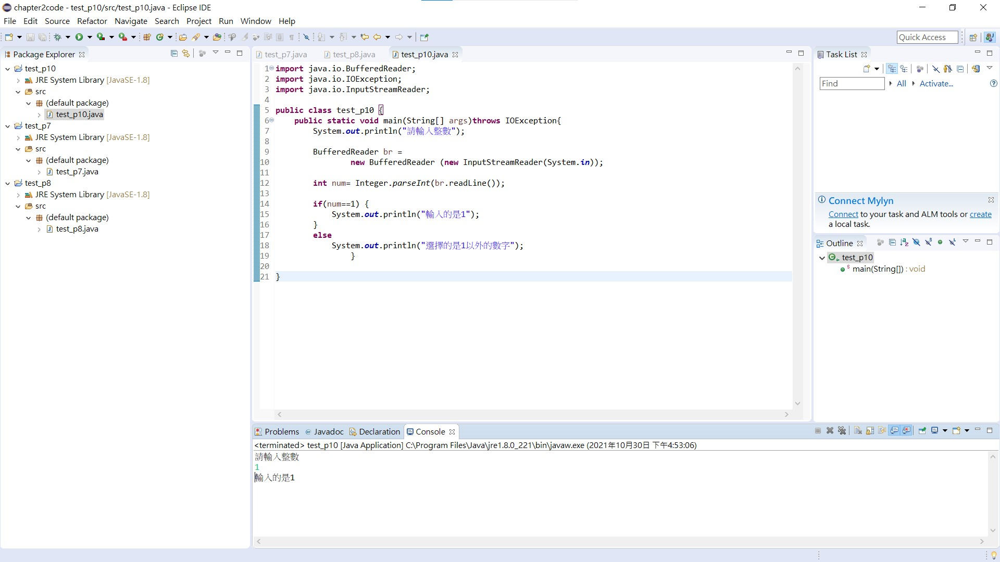 chapter2code - test_p10/src/test_p10.java - Eclipse IDE
File Edit Source Refactor Navigate Search Project Run Window Help
Quick Access
Package Explorer
test_p10
JRE System Library [JavaSE-1.8]
src
(default package)
test_p10.java
test_p7
JRE System Library [JavaSE-1.8]
src
(default package)
test_p7.java
test_p8
JRE System Library [JavaSE-1.8]
src
(default package)
test_p8.java
test_p7.java test_p8.java test_p10.java
1 import java.io.BufferedReader;
2 import java.io.IOException;
3 import java.io.InputStreamReader;
4
5 public class test_p10 {
6 public static void main(String[] args)throws IOException{
7 System.out.println("請輸入整數");
8
9 BufferedReader br =
10 new BufferedReader (new InputStreamReader(System.in));
11
12 int num= Integer.parseInt(br.readLine());
13
14 if(num==1) {
15 System.out.println("輸入的是1");
16 }
17 else
18 System.out.println("選擇的是1以外的數字");
19 }
20
21 }
Task List
Find All Activate...
Connect Mylyn
Connect to your task and ALM tools or create
a local task.
Outline
test_p10
main(String[]) : void
Problems @ Javadoc Declaration Console
<terminated> test_p10 [Java Application] C:\Program Files\Java\jre1.8.0_221\bin\javaw.exe (2021年10月30日 下午4:53:06)
請輸入整數
1
輸入的是1